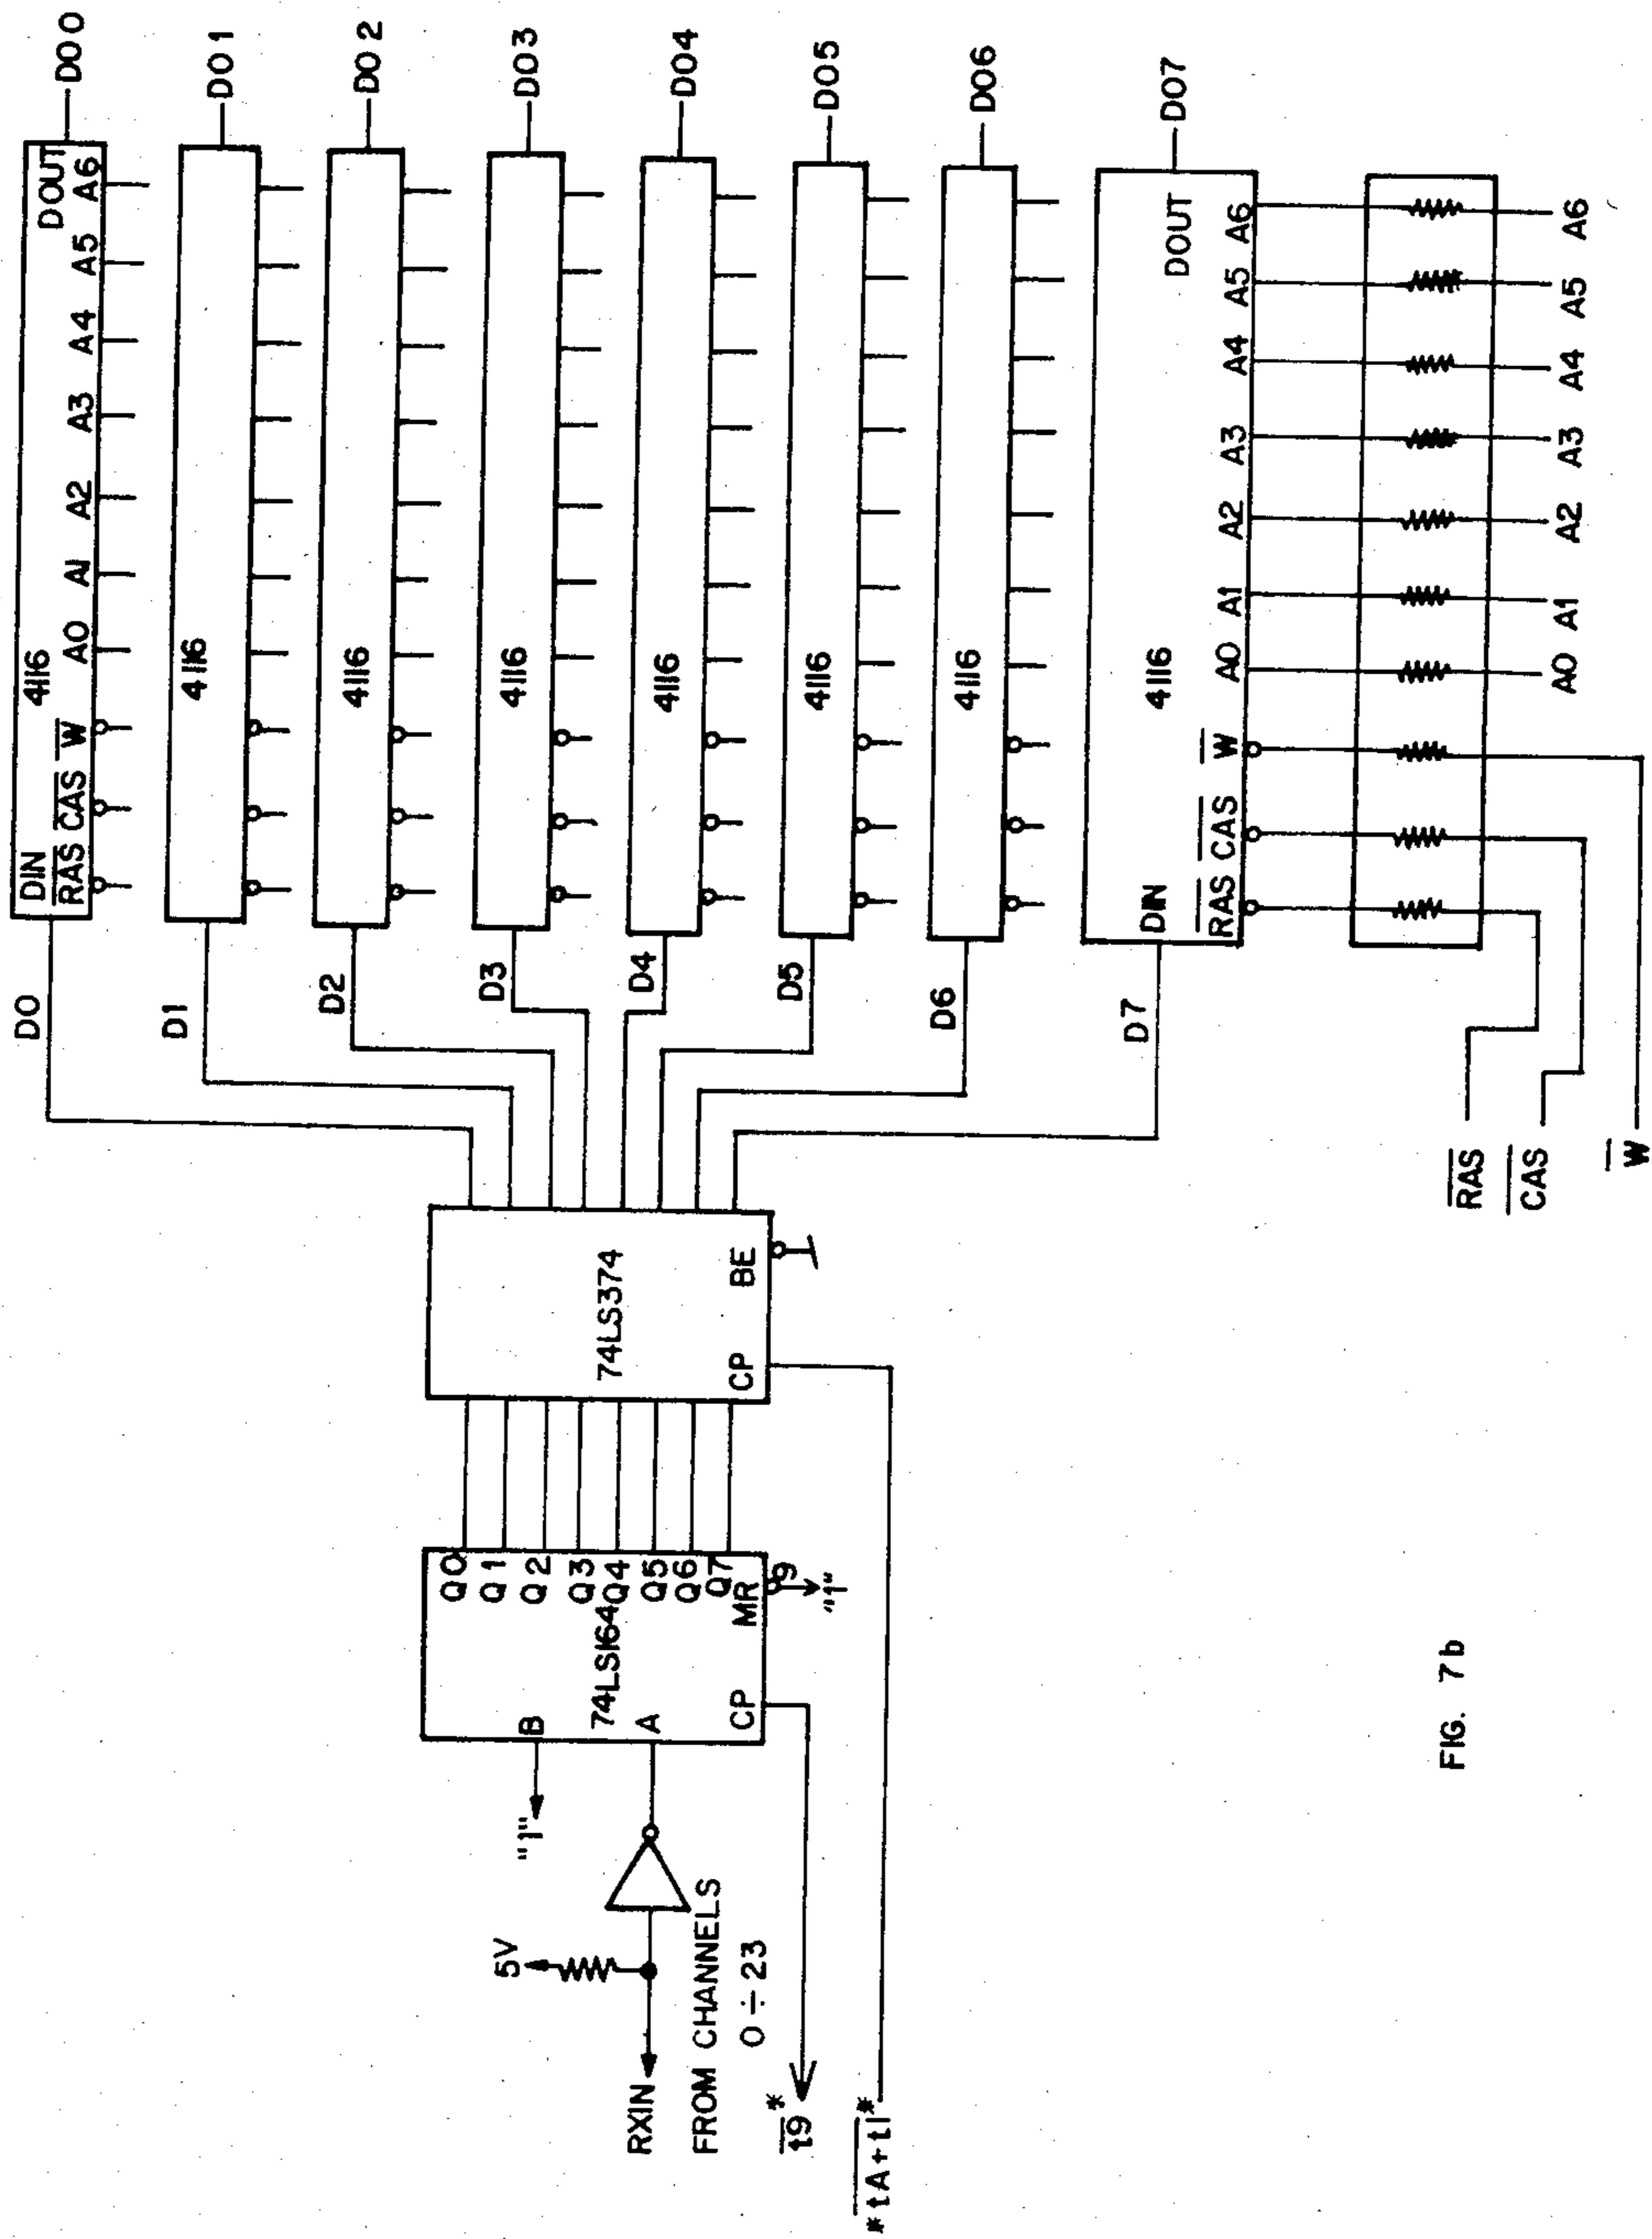 D0
DIN
RAS CAS W A0 A1 A2 A3 A4 A5 A6
4116
DOUT
DO0
D1
4116
DO1
D2
4116
DO2
D3
4116
DO3
D4
4116
DO4
D5
4116
DO5
D6
4116
DO6
D7
DIN
RAS CAS W A0 A1 A2 A3 A4 A5 A6
4116
DOUT
DO7
A0 A1 A2 A3 A4 A5 A6
RAS
CAS
W
74LS374
CP
BE
Q0
Q1
Q2
Q3
Q4
Q5
Q6
Q7
MR
9
"1"
74LS164
B
A
CP
"1"
5V
RXIN
FROM CHANNELS
0÷23
t9*
*tA+t1*
FIG. 7b